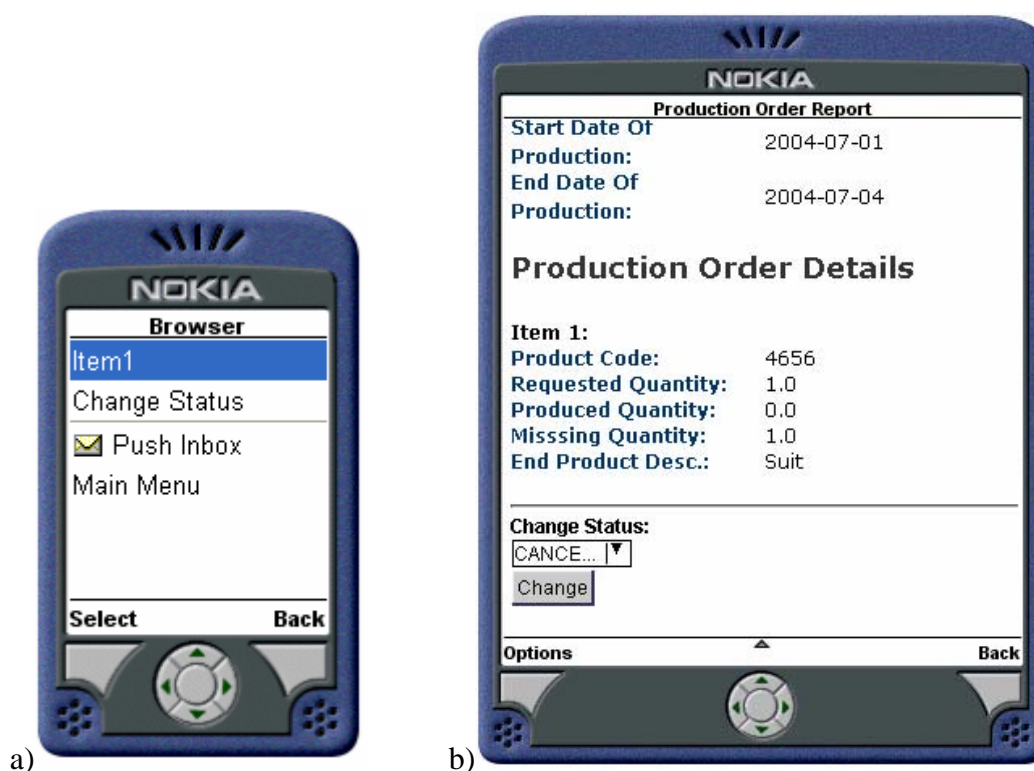 NOKIA
Browser
Item1
Change Status
Push Inbox
Main Menu
Select Back
a)
NOKIA
Production Order Report
Start Date Of
Production: 2004-07-01
End Date Of
Production: 2004-07-04
Production Order Details
Item 1:
Product Code: 4656
Requested Quantity: 1.0
Produced Quantity: 0.0
Misssing Quantity: 1.0
End Product Desc.: Suit
Change Status:
CANCE...
Change
Options Back
b)